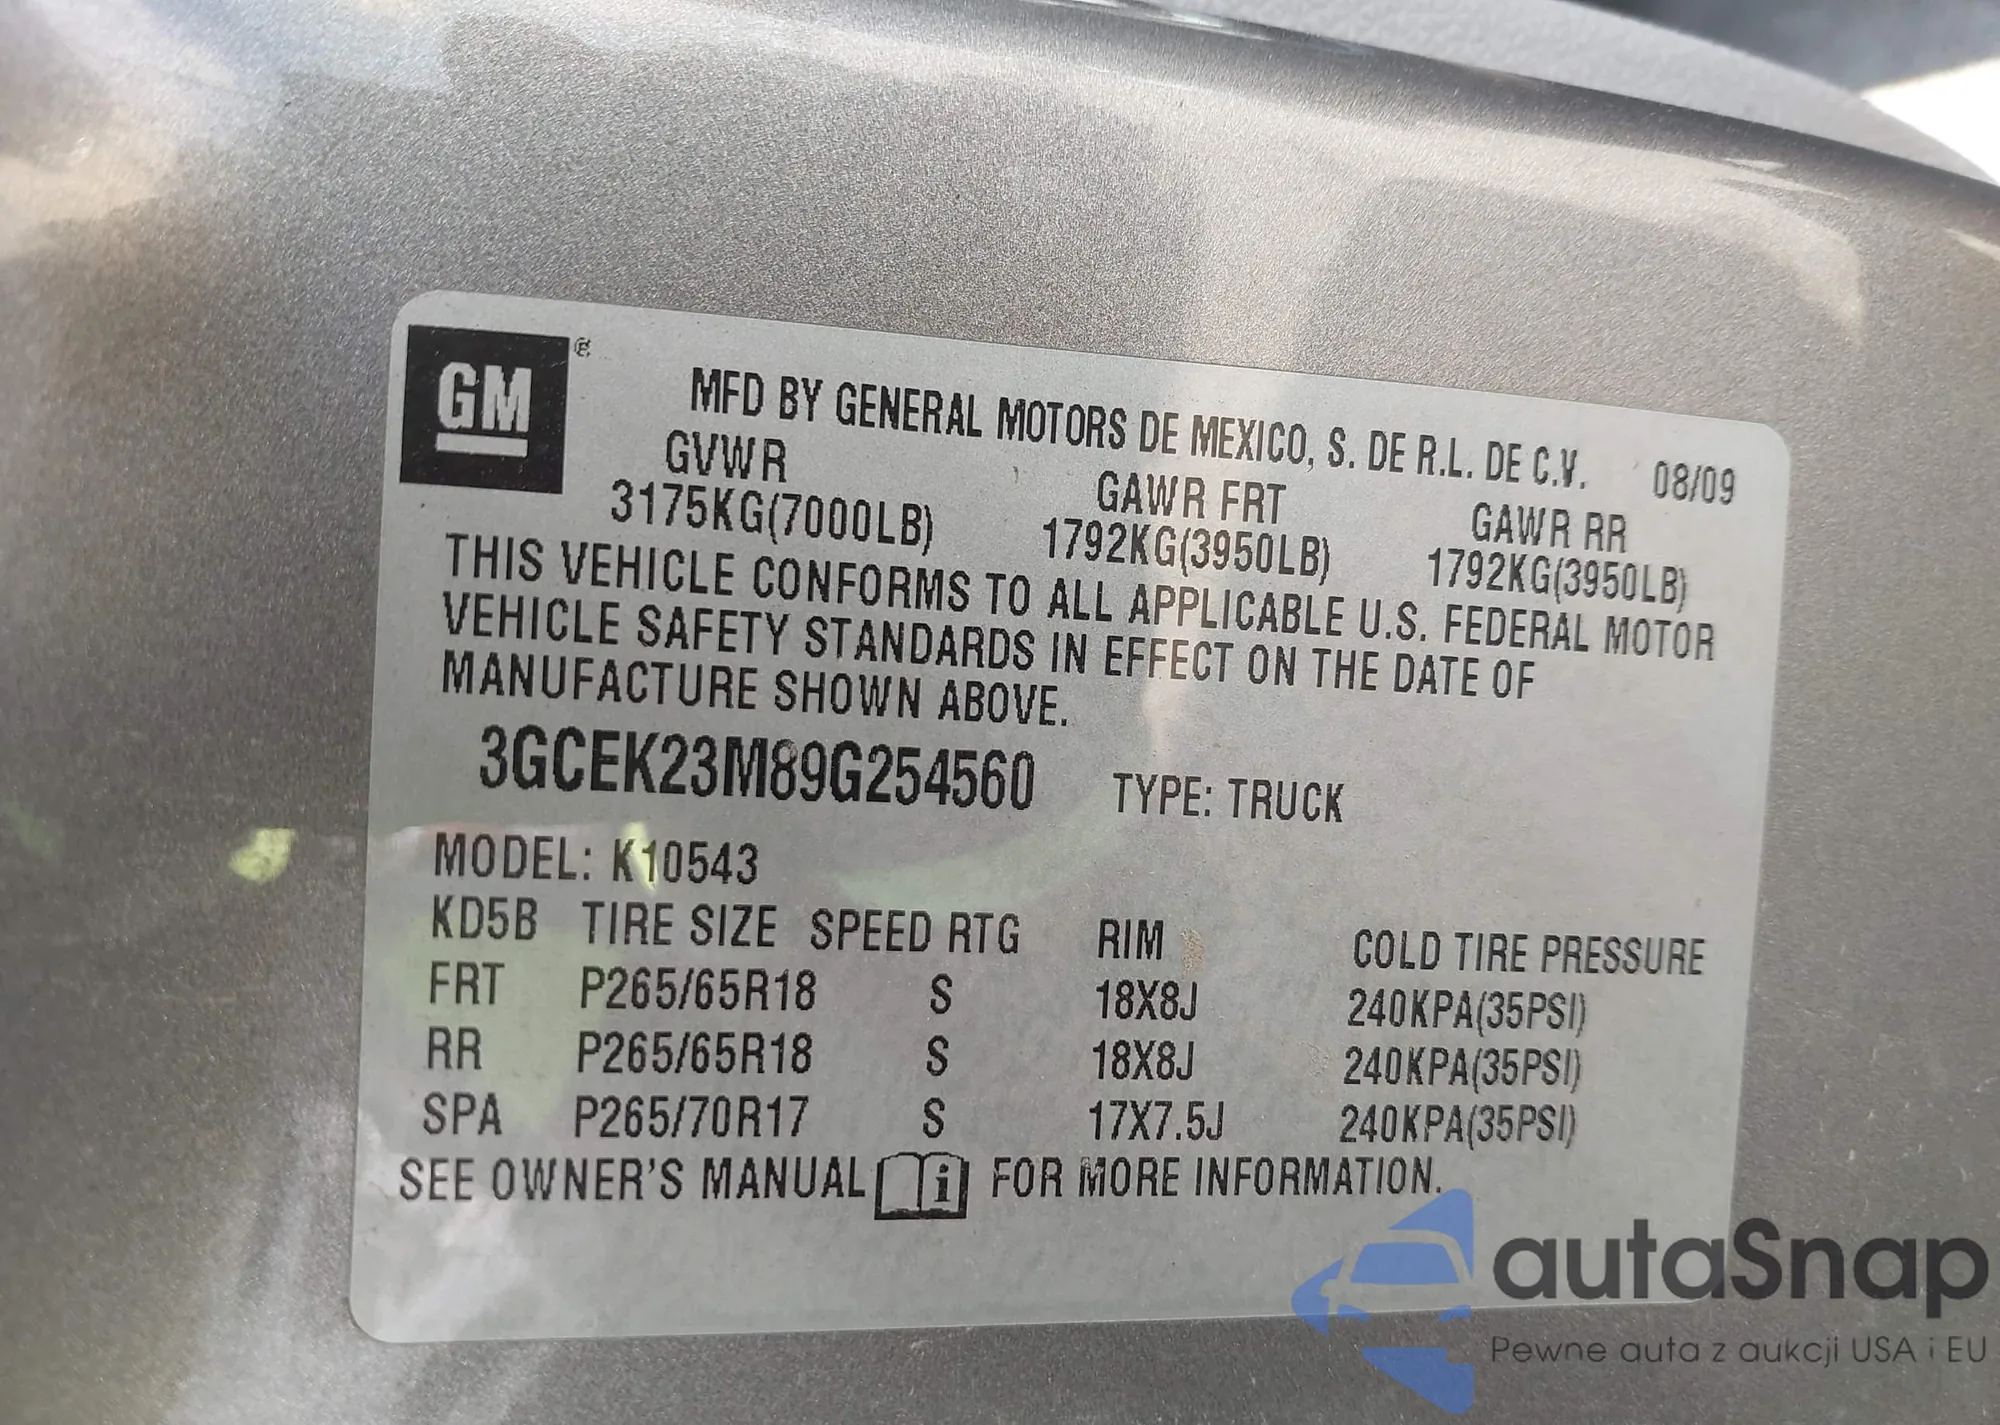 GM
MFD BY GENERAL MOTORS DE MEXICO, S. DE R.L. DE C.V. 08/09
GVWR GAWR FRT GAWR RR
3175KG(7000LB) 1792KG(3950LB) 1792KG(3950LB)
THIS VEHICLE CONFORMS TO ALL APPLICABLE U.S. FEDERAL MOTOR
VEHICLE SAFETY STANDARDS IN EFFECT ON THE DATE OF
MANUFACTURE SHOWN ABOVE.
3GCEK23M89G254560 TYPE: TRUCK
MODEL: K10543
KD5B TIRE SIZE SPEED RTG RIM COLD TIRE PRESSURE
FRT P265/65R18 S 18X8J 240KPA(35PSI)
RR P265/65R18 S 18X8J 240KPA(35PSI)
SPA P265/70R17 S 17X7.5J 240KPA(35PSI)
SEE OWNER'S MANUAL i FOR MORE INFORMATION.
autaSnap
Pewne auta z aukcji USA i EU